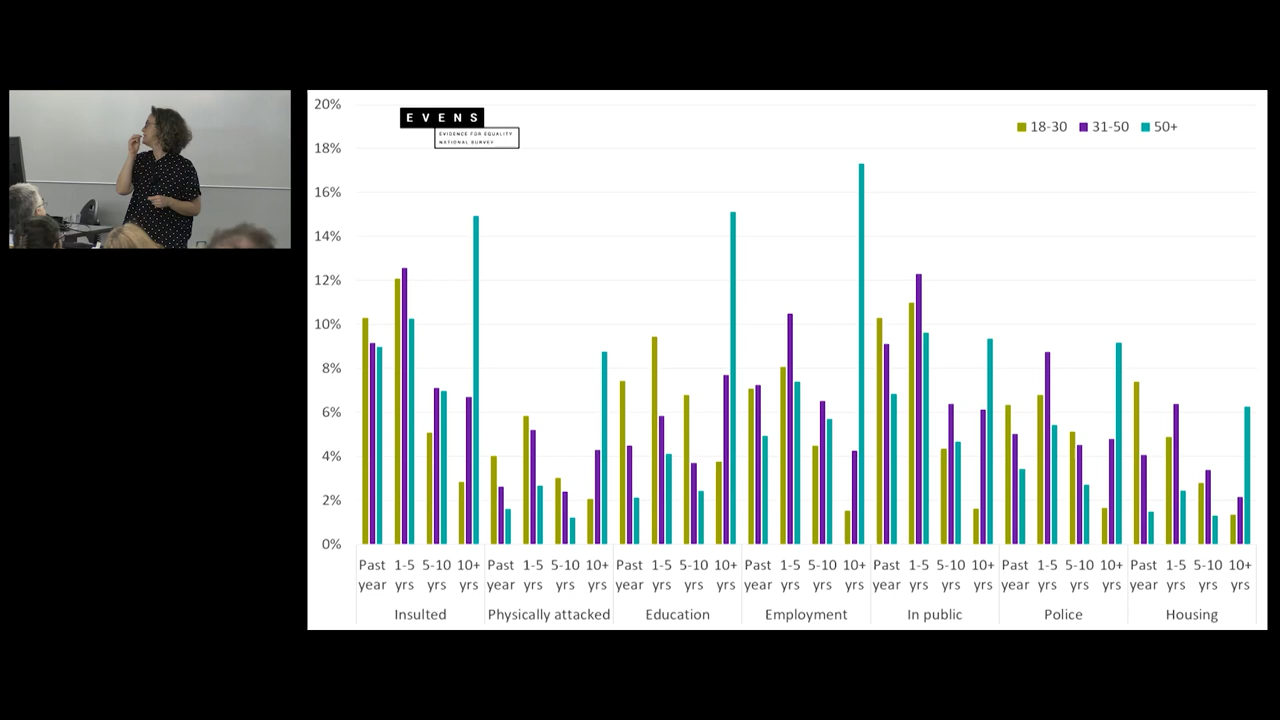 20%
EVENS
EVIDENCE FOR EQUALITY
NATIONAL SURVEY
18-30 31-50 50+
18%
16%
14%
12%
10%
8%
6%
4%
2%
0%
Past year 1-5 yrs 5-10 yrs 10+ yrs Past year 1-5 yrs 5-10 yrs 10+ yrs Past year 1-5 yrs 5-10 yrs 10+ yrs Past year 1-5 yrs 5-10 yrs 10+ yrs Past year 1-5 yrs 5-10 yrs 10+ yrs Past year 1-5 yrs 5-10 yrs 10+ yrs Past year 1-5 yrs 5-10 yrs 10+ yrs
Insulted Physically attacked Education Employment In public Police Housing